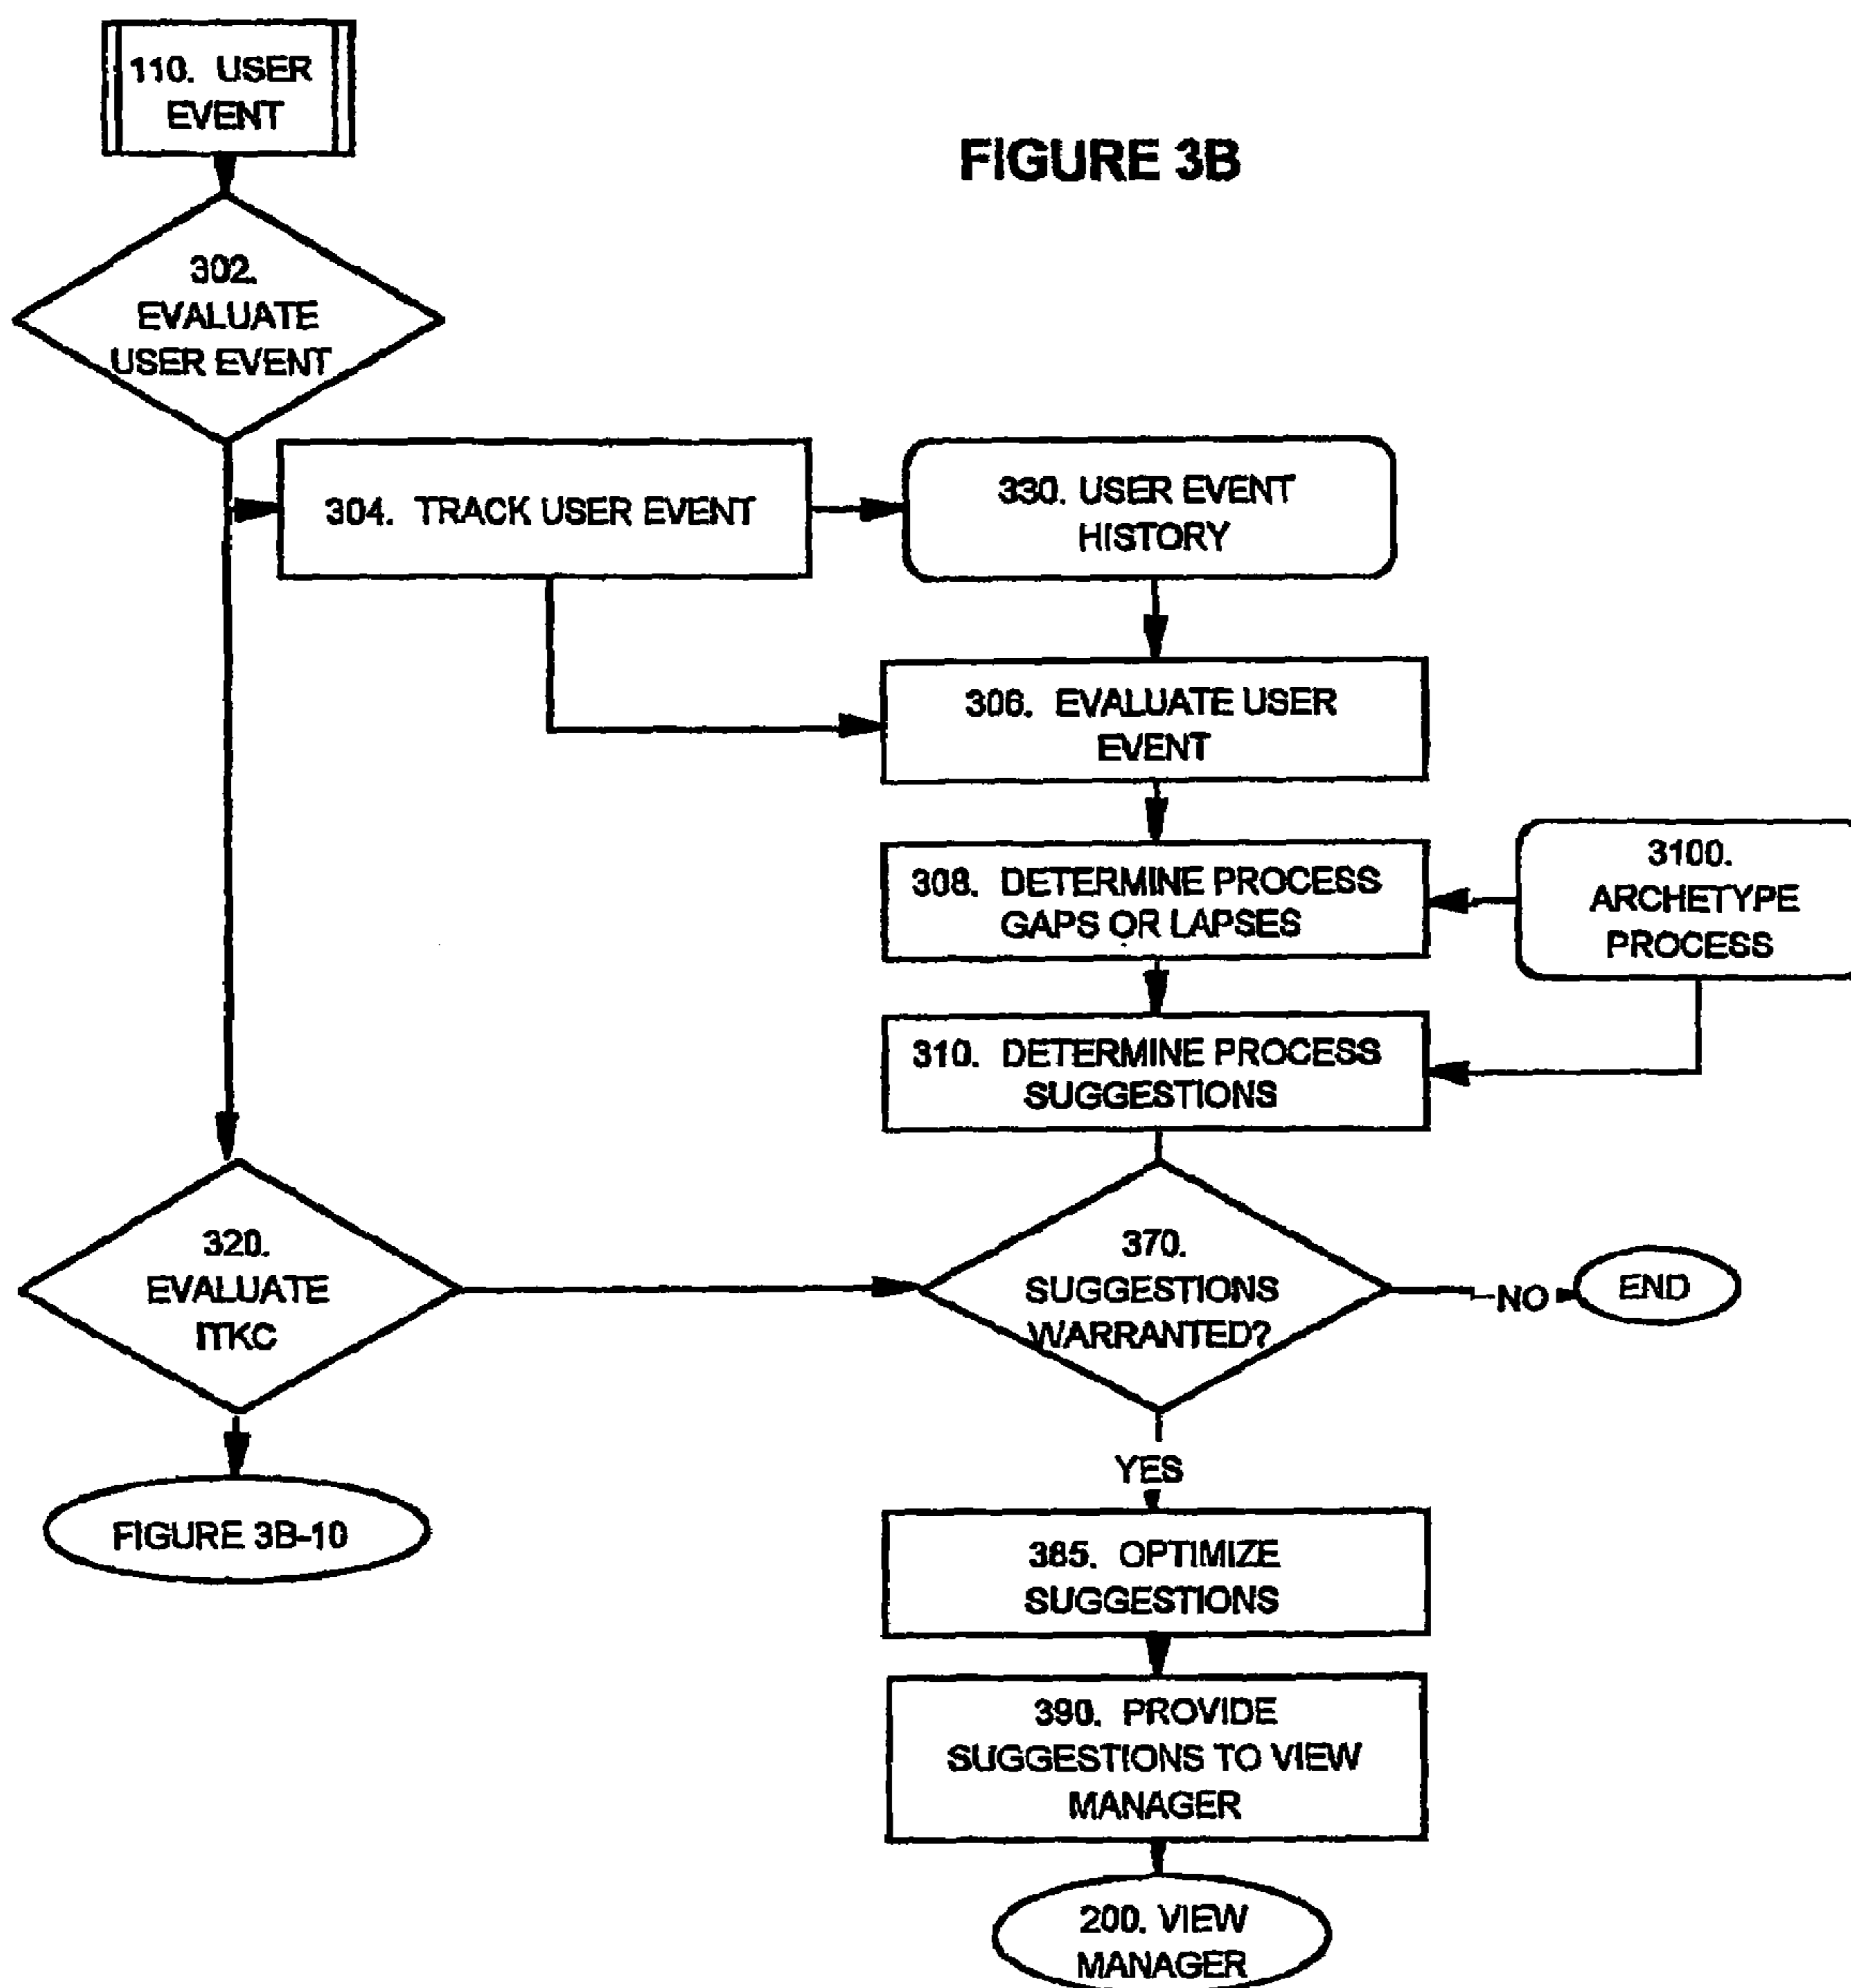 110. USER
EVENT
FIGURE 3B
302.
EVALUATE
USER EVENT
304. TRACK USER EVENT
330. USER EVENT
HISTORY
306. EVALUATE USER
EVENT
308. DETERMINE PROCESS
GAPS OR LAPSES
3100.
ARCHETYPE
PROCESS
310. DETERMINE PROCESS
SUGGESTIONS
320.
EVALUATE
ITKC
370.
SUGGESTIONS
WARRANTED?
NO
END
YES
FIGURE 3B-10
385. OPTIMIZE
SUGGESTIONS
390. PROVIDE
SUGGESTIONS TO VIEW
MANAGER
200. VIEW
MANAGER